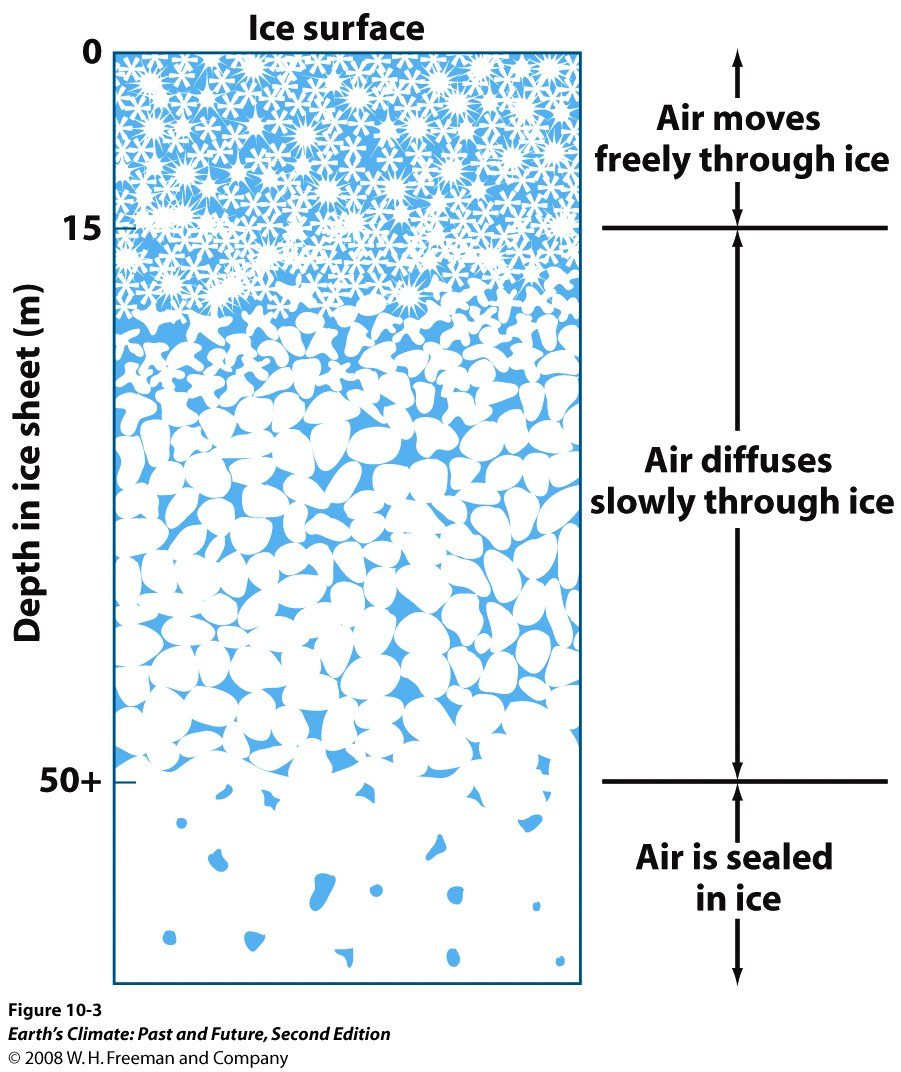 Ice surface
0
15
50+
Depth in ice sheet (m)
Air moves
freely through ice
Air diffuses
slowly through ice
Air is sealed
in ice
Figure 10-3
Earth's Climate: Past and Future, Second Edition
© 2008 W. H. Freeman and Company